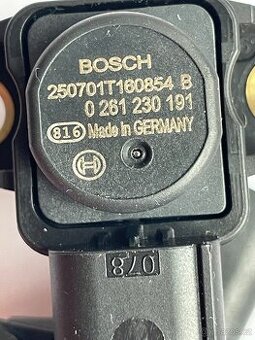 BOSCH
250701T160854 B
0 261 230 191
816 Made in GERMANY
078